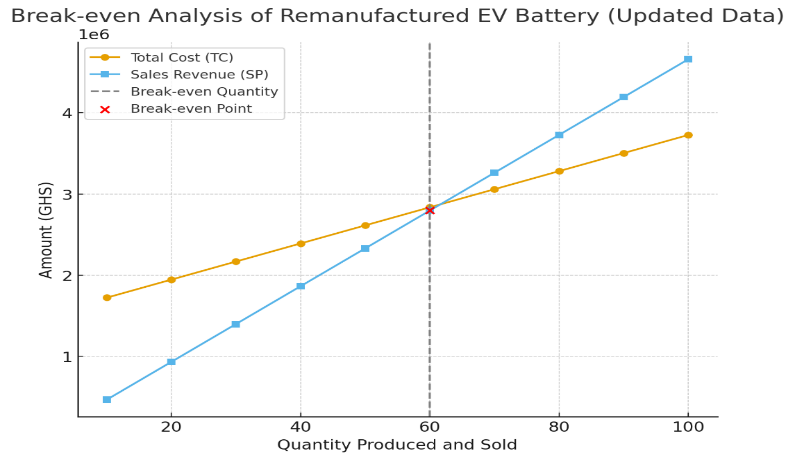 Break-even Analysis of Remanufactured EV Battery (Updated Data)
1e6
Total Cost (TC)
Sales Revenue (SP)
Break-even Quantity
Break-even Point
4
3
2
1
Amount (GHS)
20 40 60 80 100
Quantity Produced and Sold